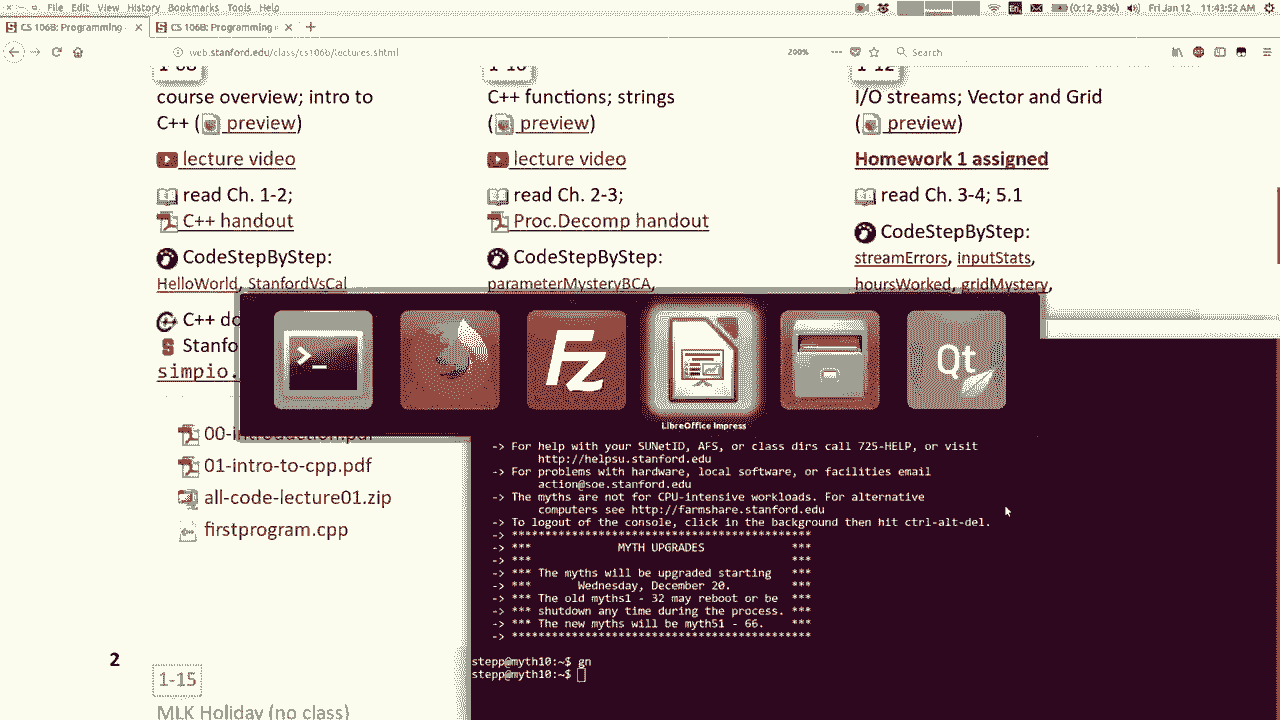 File Edit View History Bookmarks Tools Help
En
(0:12, 93%)
Fri Jan 12 11:43:52 AM
CS 106B: Programming
CS 106B: Programming
web.stanford.edu/class/cs106b/lectures.shtml
200%
Search
course overview; intro to
C++ ( preview)
lecture video
read Ch. 1-2;
C++ handout
CodeStepByStep:
HelloWorld, StanfordVsCal
C++ do
Stanfo
simpio.
00-introduction.pdf
01-intro-to-cpp.pdf
all-code-lecture01.zip
firstprogram.cpp
1-10
C++ functions; strings
( preview)
lecture video
read Ch. 2-3;
Proc.Decomp handout
CodeStepByStep:
parameterMysteryBCA,
1-12
I/O streams; Vector and Grid
( preview)
Homework 1 assigned
read Ch. 3-4; 5.1
CodeStepByStep:
streamErrors, inputStats,
hoursWorked, gridMystery,
>_
Fz
Qt
LibreOffice Impress
-> For help with your SUNetID, AFS, or class dirs call 725-HELP, or visit
http://helpsu.stanford.edu
-> For problems with hardware, local software, or facilities email
action@soe.stanford.edu
-> The myths are not for CPU-intensive workloads. For alternative
computers see http://farmshare.stanford.edu
-> To logout of the console, click in the background then hit ctrl-alt-del.
-> *******************************************
-> *** MYTH UPGRADES ***
-> *** ***
-> *** The myths will be upgraded starting ***
-> *** Wednesday, December 20. ***
-> *** The old myths1 - 32 may reboot or be ***
-> *** shutdown any time during the process. ***
-> *** The new myths will be myth51 - 66. ***
-> *******************************************
stepp@myth10:~$ gn
stepp@myth10:~$
2
1-15
MLK Holiday (no class)